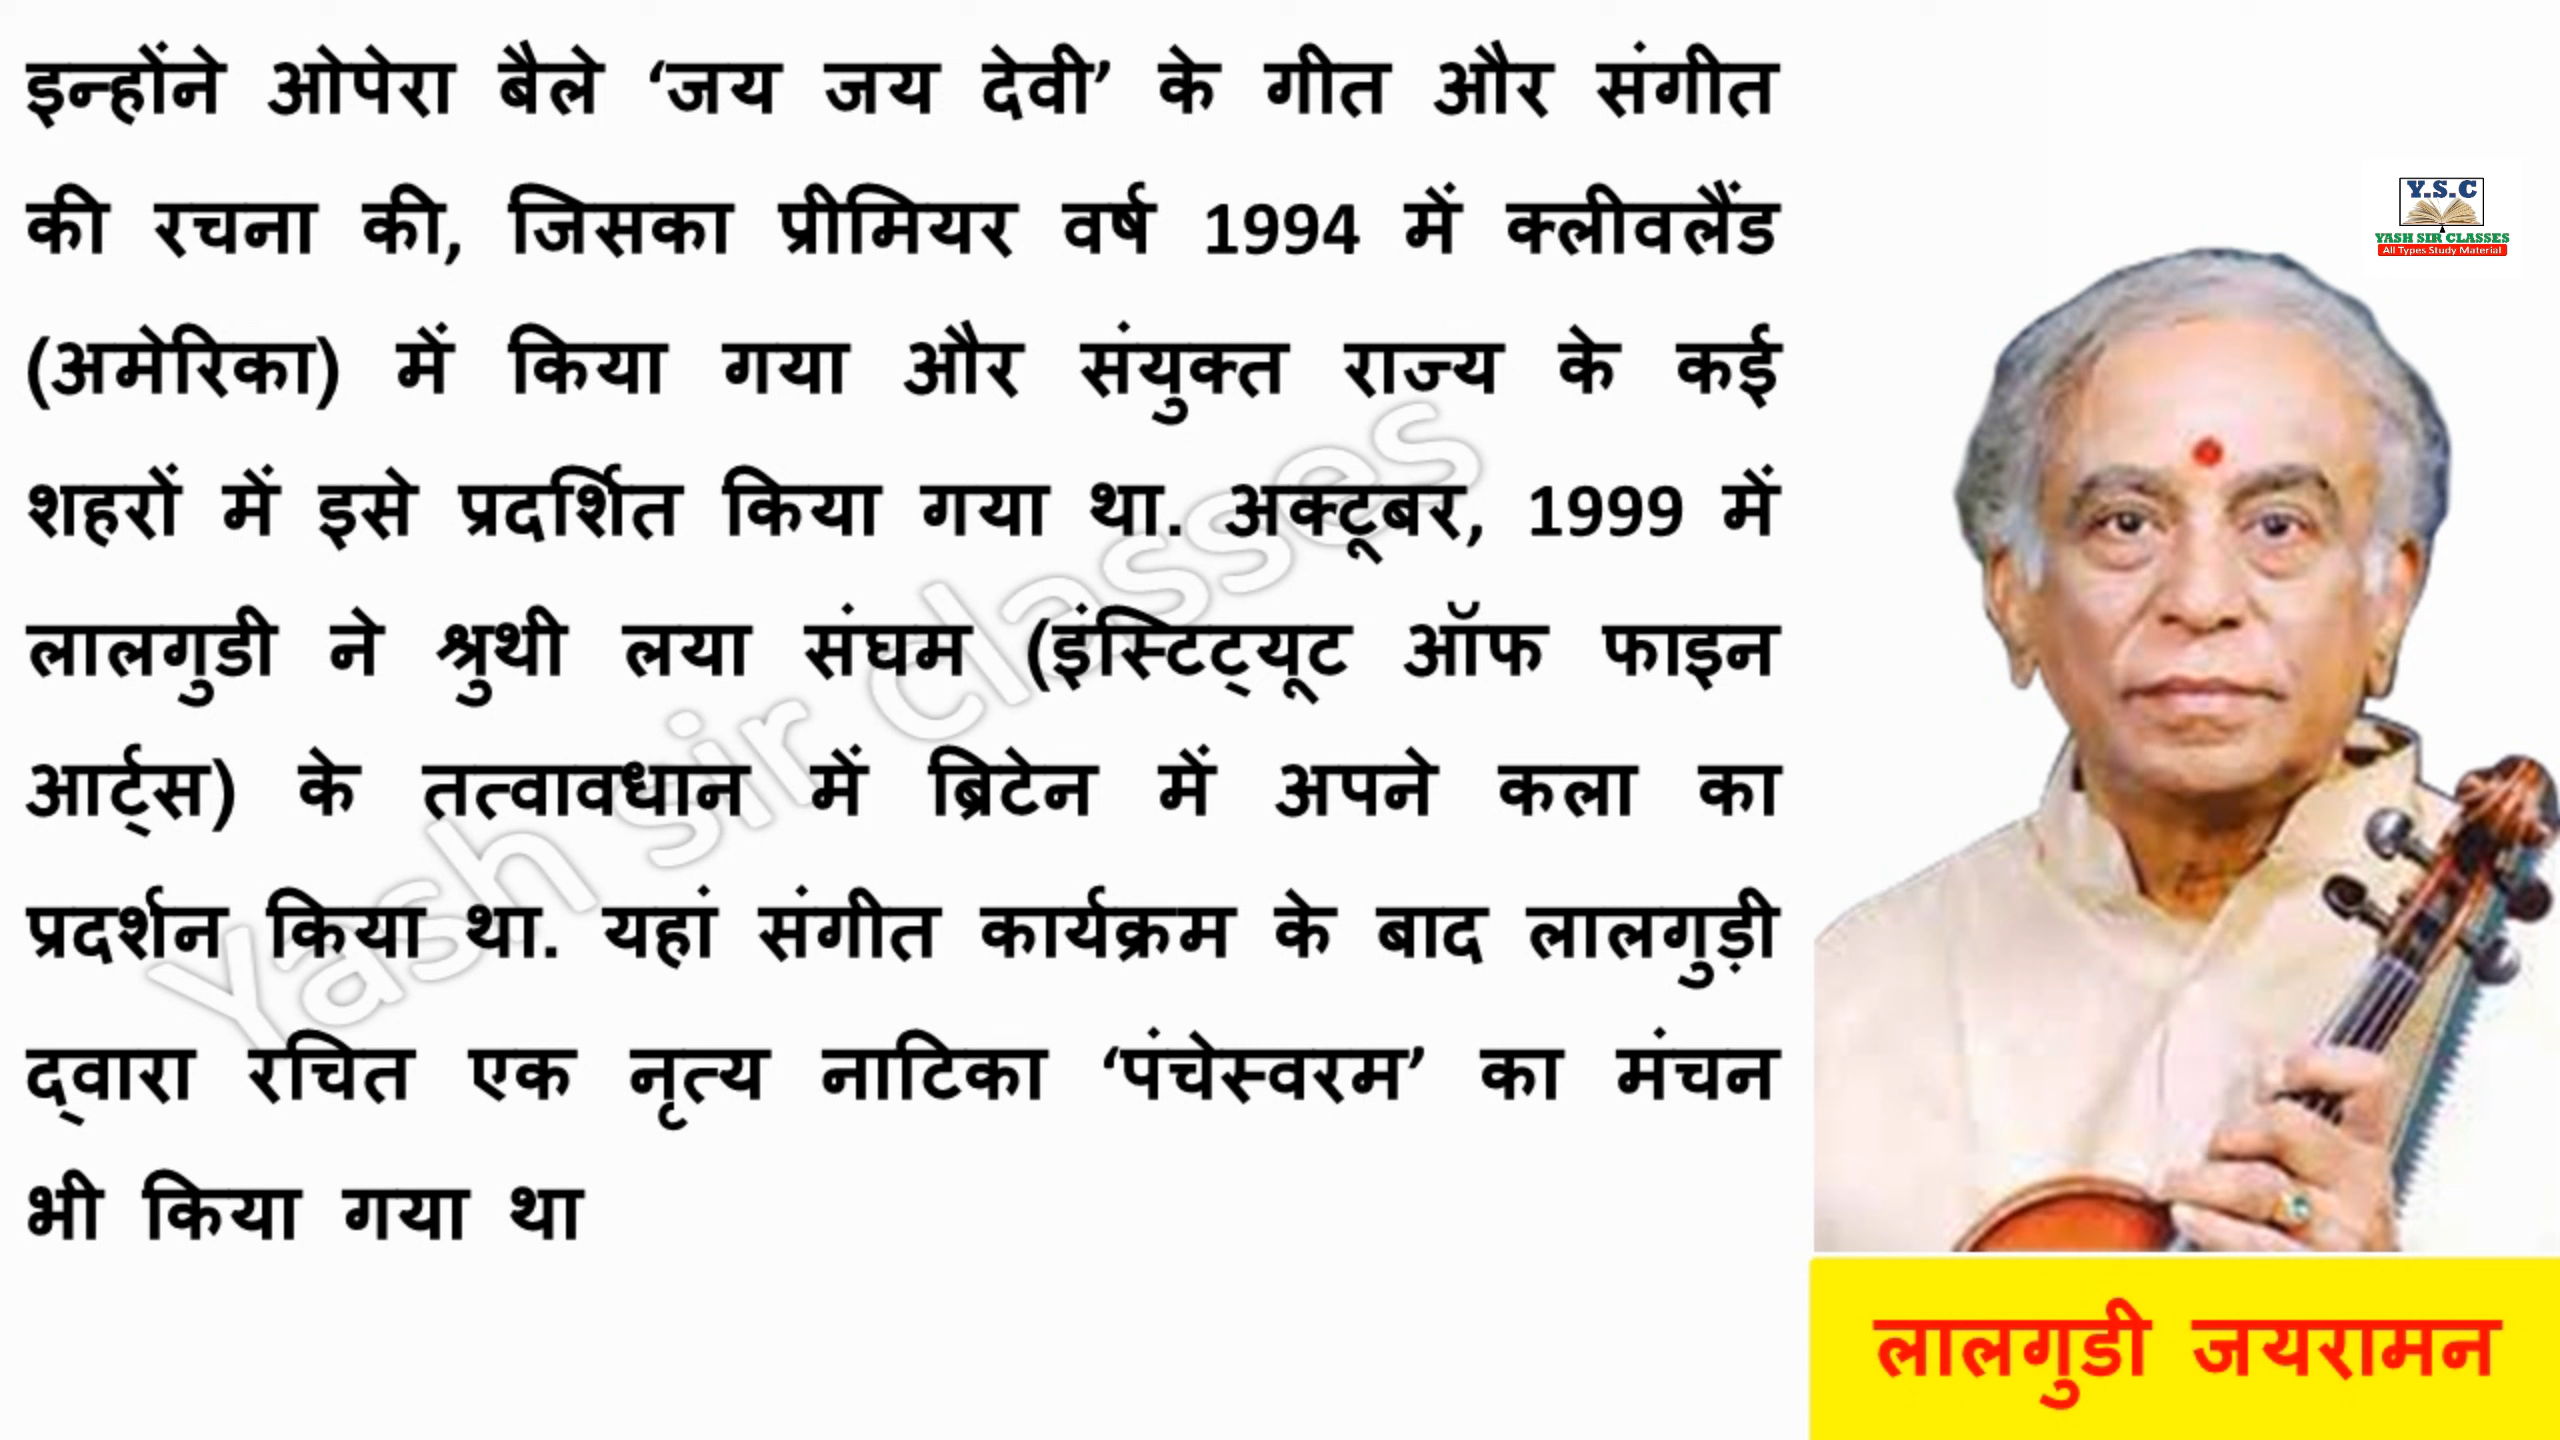 इन्होंने ओपेरा बैले ‘जय जय देवी’ के गीत और संगीत
की रचना की, जिसका प्रीमियर वर्ष 1994 में क्लीवलैंड
(अमेरिका) में किया गया और संयुक्त राज्य के कई
शहरों में इसे प्रदर्शित किया गया था. अक्टूबर, 1999 में
लालगुडी ने श्रुथी लया संघम (इंस्टिट्यूट ऑफ फाइन
आर्ट्स) के तत्वावधान में ब्रिटेन में अपने कला का
प्रदर्शन किया था. यहां संगीत कार्यक्रम के बाद लालगुड़ी
द्वारा रचित एक नृत्य नाटिका ‘पंचेस्वरम’ का मंचन
भी किया गया था
Yash sir classes
Y.S.C
YASH SIR CLASSES
All Types Study Material
लालगुडी जयरामन